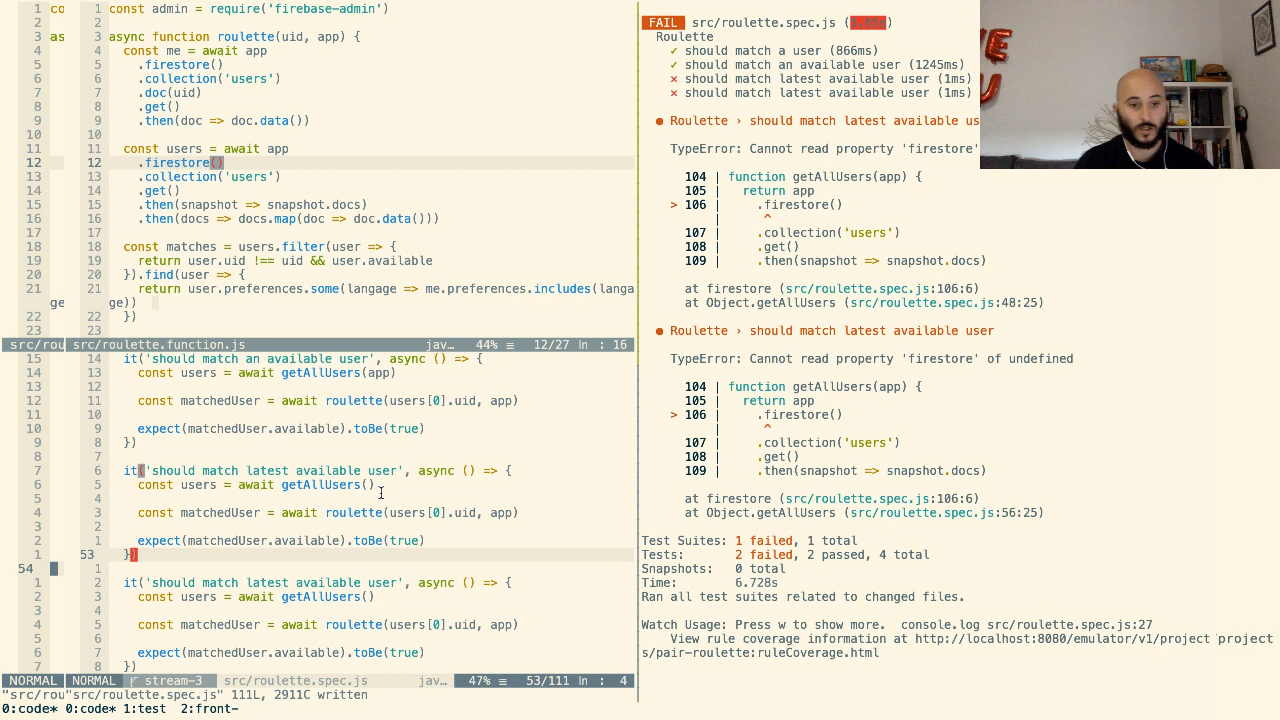 1 co
2
3 as
4
5
6
7
8
9
10
11
12
13
14
15
16
17
18
19
20
21
ge
22
23
1 const admin = require('firebase-admin')
2
3 async function roulette(uid, app) {
4 const me = await app
5 .firestore()
6 .collection('users')
7 .doc(uid)
8 .get()
9 .then(doc => doc.data())
10
11 const users = await app
12 .firestore()
13 .collection('users')
14 .get()
15 .then(snapshot => snapshot.docs)
16 .then(docs => docs.map(doc => doc.data()))
17
18 const matches = users.filter(user => {
19 return user.uid !== uid && user.available
20 }).find(user => {
21 return user.preferences.some(langage => me.preferences.includes(langa
ge))
22 })
23
src/rou src/roulette.function.js jav… 44% ≡ 12/27 ㏑ : 16
15 14 it('should match an available user', async () => {
14 13 const users = await getAllUsers(app)
13 12
12 11 const matchedUser = await roulette(users[0].uid, app)
11 10
10 9 expect(matchedUser.available).toBe(true)
9 8 })
8 7
7 6 it('should match latest available user', async () => {
6 5 const users = await getAllUsers()
5 4
4 3 const matchedUser = await roulette(users[0].uid, app)
3 2
2 1 expect(matchedUser.available).toBe(true)
1 53 })
54 1
1 2 it('should match latest available user', async () => {
2 3 const users = await getAllUsers()
3 4
4 5 const matchedUser = await roulette(users[0].uid, app)
5 6
6 7 expect(matchedUser.available).toBe(true)
7 8 })
NORMAL NORMAL stream-3 src/roulette.spec.js jav… 47% ≡ 53/111 ㏑ : 4
"src/rou"src/roulette.spec.js" 111L, 2911C written
0:code* 0:code* 1:test 2:front-
FAIL src/roulette.spec.js
Roulette
✓ should match a user (866ms)
✓ should match an available user (1245ms)
✕ should match latest available user (1ms)
✕ should match latest available user (1ms)
● Roulette › should match latest available us
TypeError: Cannot read property 'firestore'
104 | function getAllUsers(app) {
105 | return app
> 106 | .firestore()
| ^
107 | .collection('users')
108 | .get()
109 | .then(snapshot => snapshot.docs)
at firestore (src/roulette.spec.js:106:6)
at Object.getAllUsers (src/roulette.spec.js:48:25)
● Roulette › should match latest available user
TypeError: Cannot read property 'firestore' of undefined
104 | function getAllUsers(app) {
105 | return app
> 106 | .firestore()
| ^
107 | .collection('users')
108 | .get()
109 | .then(snapshot => snapshot.docs)
at firestore (src/roulette.spec.js:106:6)
at Object.getAllUsers (src/roulette.spec.js:56:25)
Test Suites: 1 failed, 1 total
Tests: 2 failed, 2 passed, 4 total
Snapshots: 0 total
Time: 6.728s
Ran all test suites related to changed files.
Watch Usage: Press w to show more. console.log src/roulette.spec.js:27
View rule coverage information at http://localhost:8080/emulator/v1/project project
s/pair-roulette:ruleCoverage.html